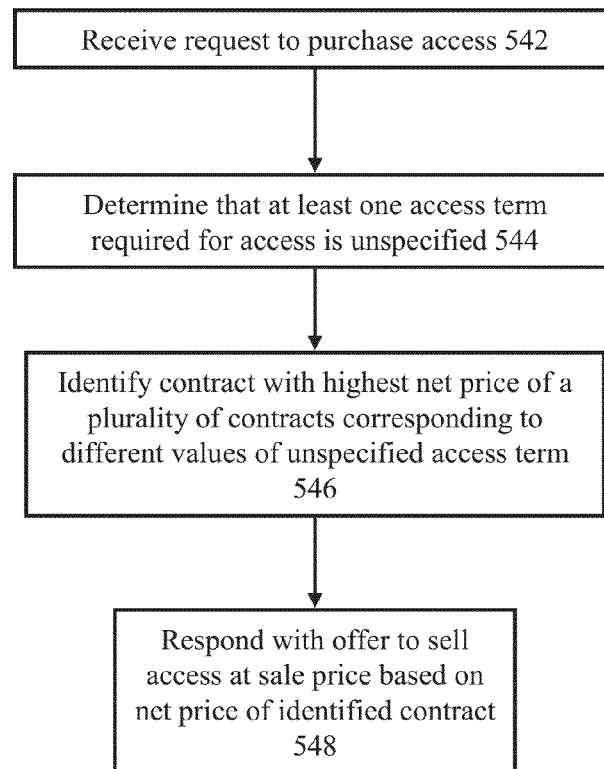 Receive request to purchase access 542
Determine that at least one access term
required for access is unspecified 544
Identify contract with highest net price of a
plurality of contracts corresponding to
different values of unspecified access term
546
Respond with offer to sell
access at sale price based on
net price of identified contract
548